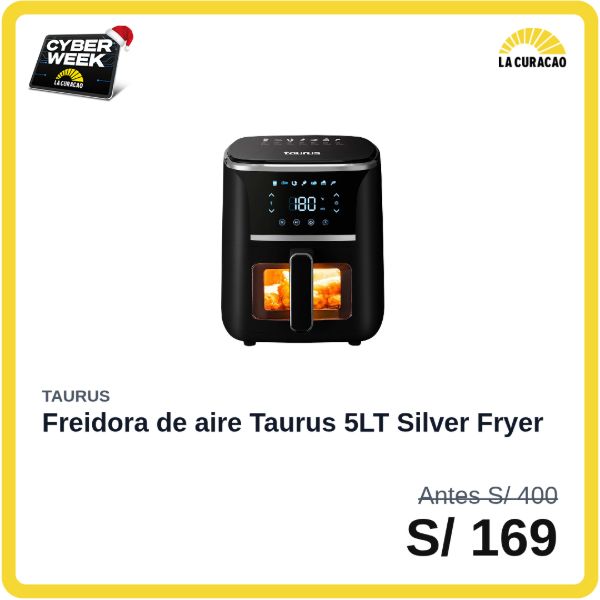 CYBER
WEEK
LA CURACAO
LA CURACAO
taurus
180
TAURUS
Freidora de aire Taurus 5LT Silver Fryer
Antes S/ 400
S/ 169